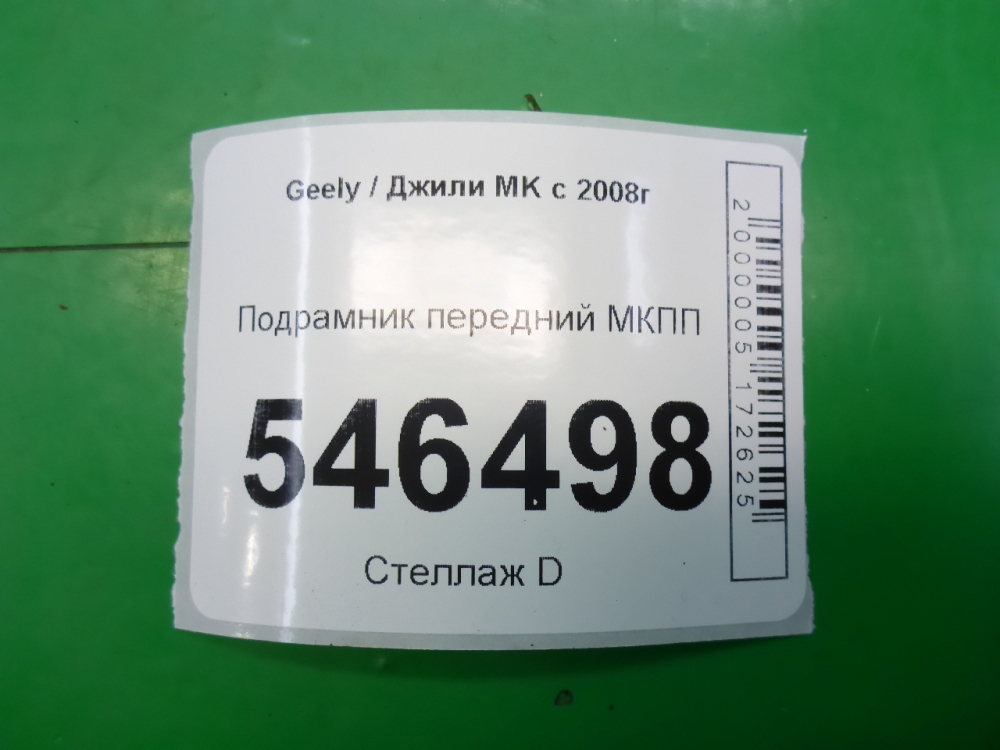 Geely / Джили МК с 2008г
Подрамник передний МКПП
546498
Стеллаж D
2000005172625